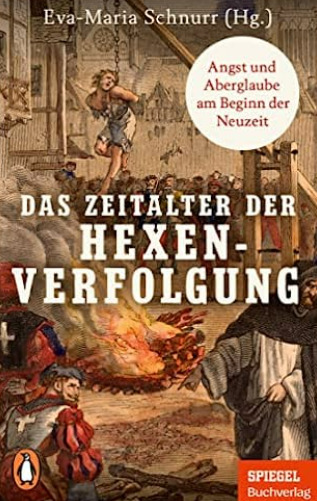 Eva-Maria Schnurr (Hg.)
Angst und
Aberglaube
am Beginn der
Neuzeit
DAS ZEITALTER DER
HEXEN-
VERFOLGUNG
SPIEGEL
Buchverlag